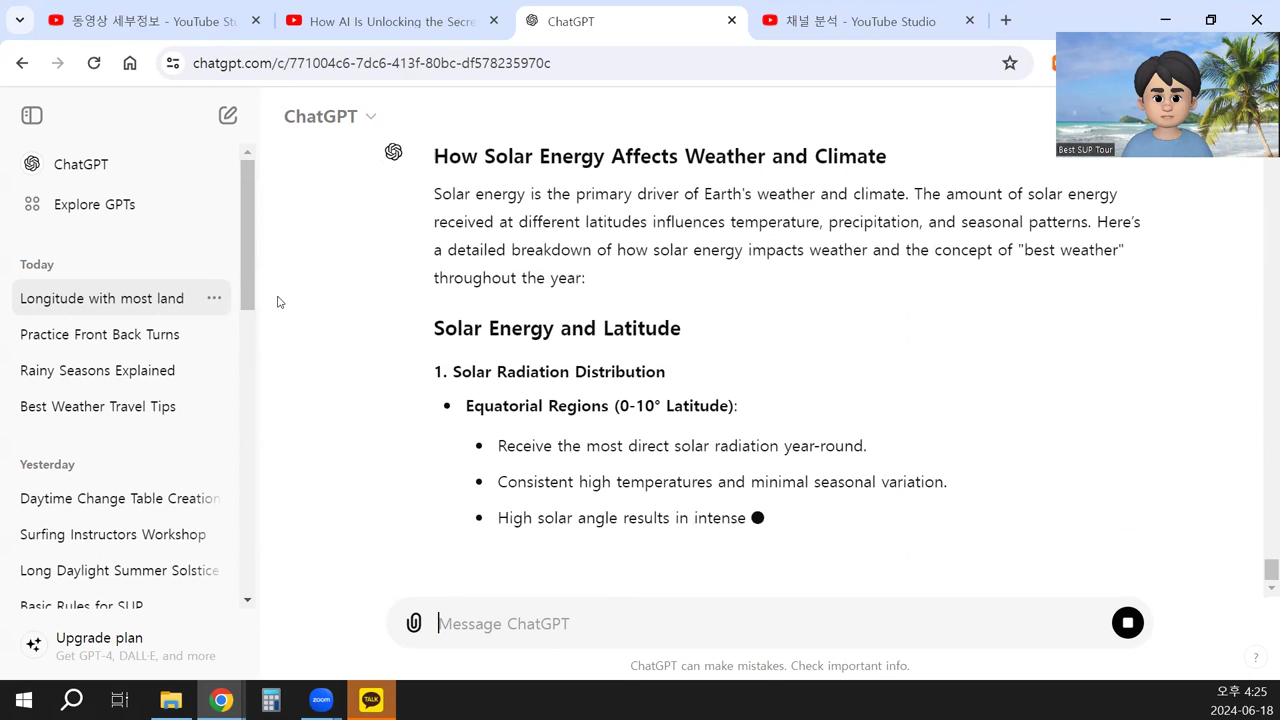 동영상 세부정보 - YouTube Stu
How AI Is Unlocking the Secre
ChatGPT
채널 분석 - YouTube Studio
chatgpt.com/c/771004c6-7dc6-413f-80bc-df578235970c
Best SUP Tour
ChatGPT
Explore GPTs
Today
Longitude with most land
Practice Front Back Turns
Rainy Seasons Explained
Best Weather Travel Tips
Yesterday
Daytime Change Table Creation
Surfing Instructors Workshop
Long Daylight Summer Solstice
Basic Rules for SUP
Upgrade plan
Get GPT-4, DALL·E, and more
ChatGPT
How Solar Energy Affects Weather and Climate
Solar energy is the primary driver of Earth's weather and climate. The amount of solar energy
received at different latitudes influences temperature, precipitation, and seasonal patterns. Here's
a detailed breakdown of how solar energy impacts weather and the concept of "best weather"
throughout the year:
Solar Energy and Latitude
1. Solar Radiation Distribution
• Equatorial Regions (0-10° Latitude):
• Receive the most direct solar radiation year-round.
• Consistent high temperatures and minimal seasonal variation.
• High solar angle results in intense
Message ChatGPT
ChatGPT can make mistakes. Check important info.
?
zoom
TALK
오후 4:25
2024-06-18